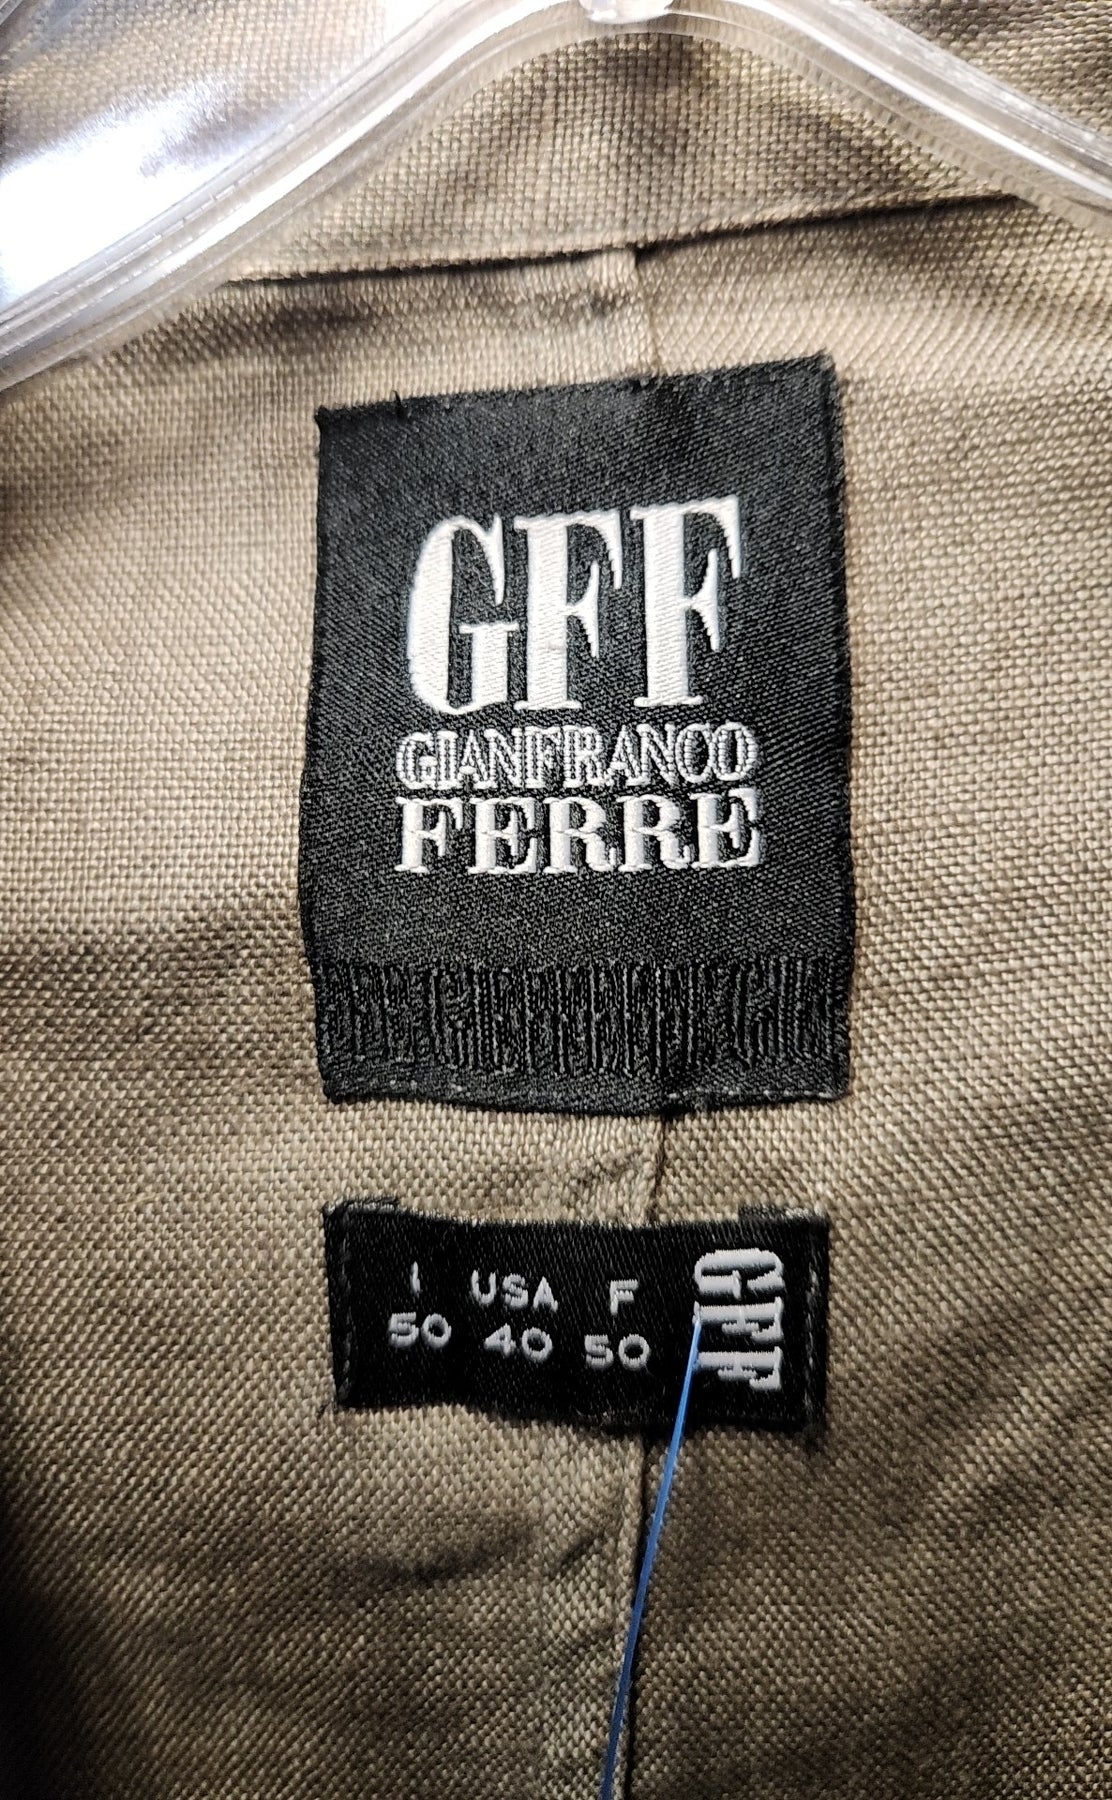 GFF
GIANFRANCO
FERRE
I USA F
50 40 50
GFF